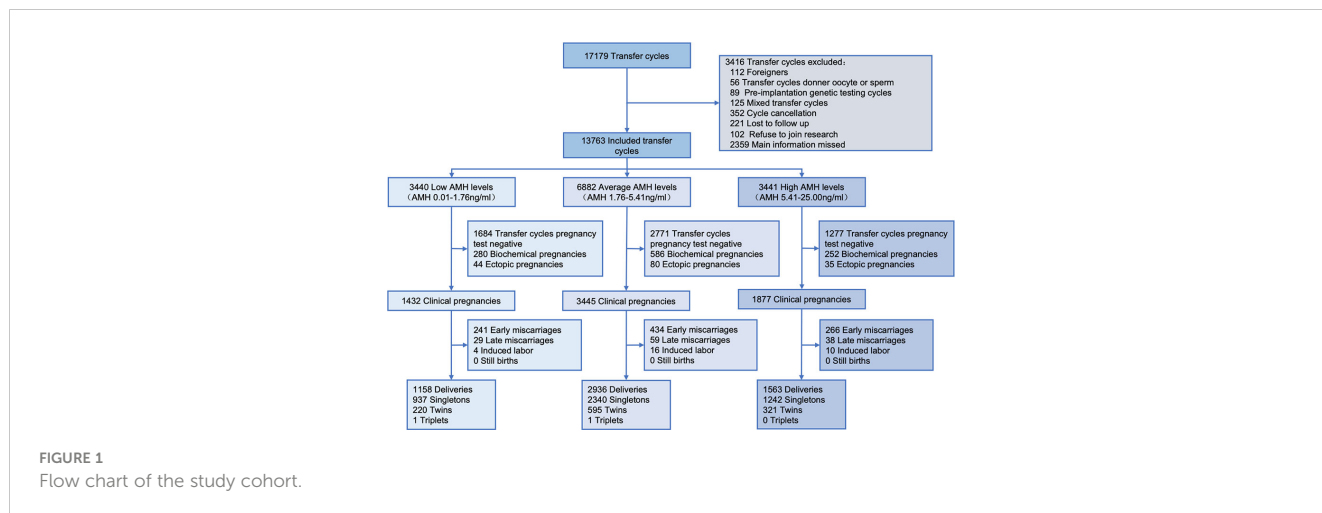 17179 Transfer cycles
3416 Transfer cycles excluded：
112 Foreigners
56 Transfer cycles donner oocyte or sperm
89 Pre-implantation genetic testing cycles
125 Mixed transfer cycles
352 Cycle cancellation
221 Lost to follow up
102 Refuse to join research
2359 Main information missed
13763 Included transfer
cycles
3440 Low AMH levels
（AMH 0.01-1.76ng/ml）
6882 Average AMH levels
（AMH 1.76-5.41ng/ml）
3441 High AMH levels
（AMH 5.41-25.00ng/ml）
1684 Transfer cycles pregnancy
test negative
280 Biochemical pregnancies
44 Ectopic pregnancies
2771 Transfer cycles
pregnancy test negative
586 Biochemical pregnancies
80 Ectopic pregnancies
1277 Transfer cycles pregnancy
test negative
252 Biochemical pregnancies
35 Ectopic pregnancies
1432 Clinical pregnancies
3445 Clinical pregnancies
1877 Clinical pregnancies
241 Early miscarriages
29 Late miscarriages
4 Induced labor
0 Still births
434 Early miscarriages
59 Late miscarriages
16 Induced labor
0 Still births
266 Early miscarriages
38 Late miscarriages
10 Induced labor
0 Still births
1158 Deliveries
937 Singletons
220 Twins
1 Triplets
2936 Deliveries
2340 Singletons
595 Twins
1 Triplets
1563 Deliveries
1242 Singletons
321 Twins
0 Triplets
FIGURE 1
Flow chart of the study cohort.